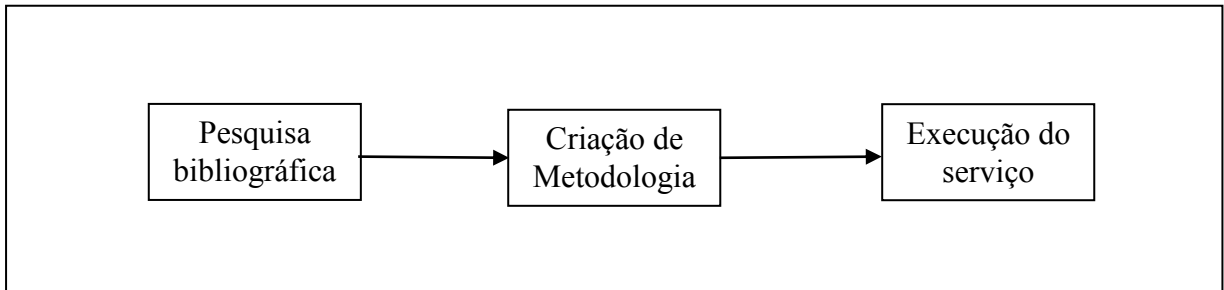 Pesquisa
bibliográfica
Criação de
Metodologia
Execução do
serviço